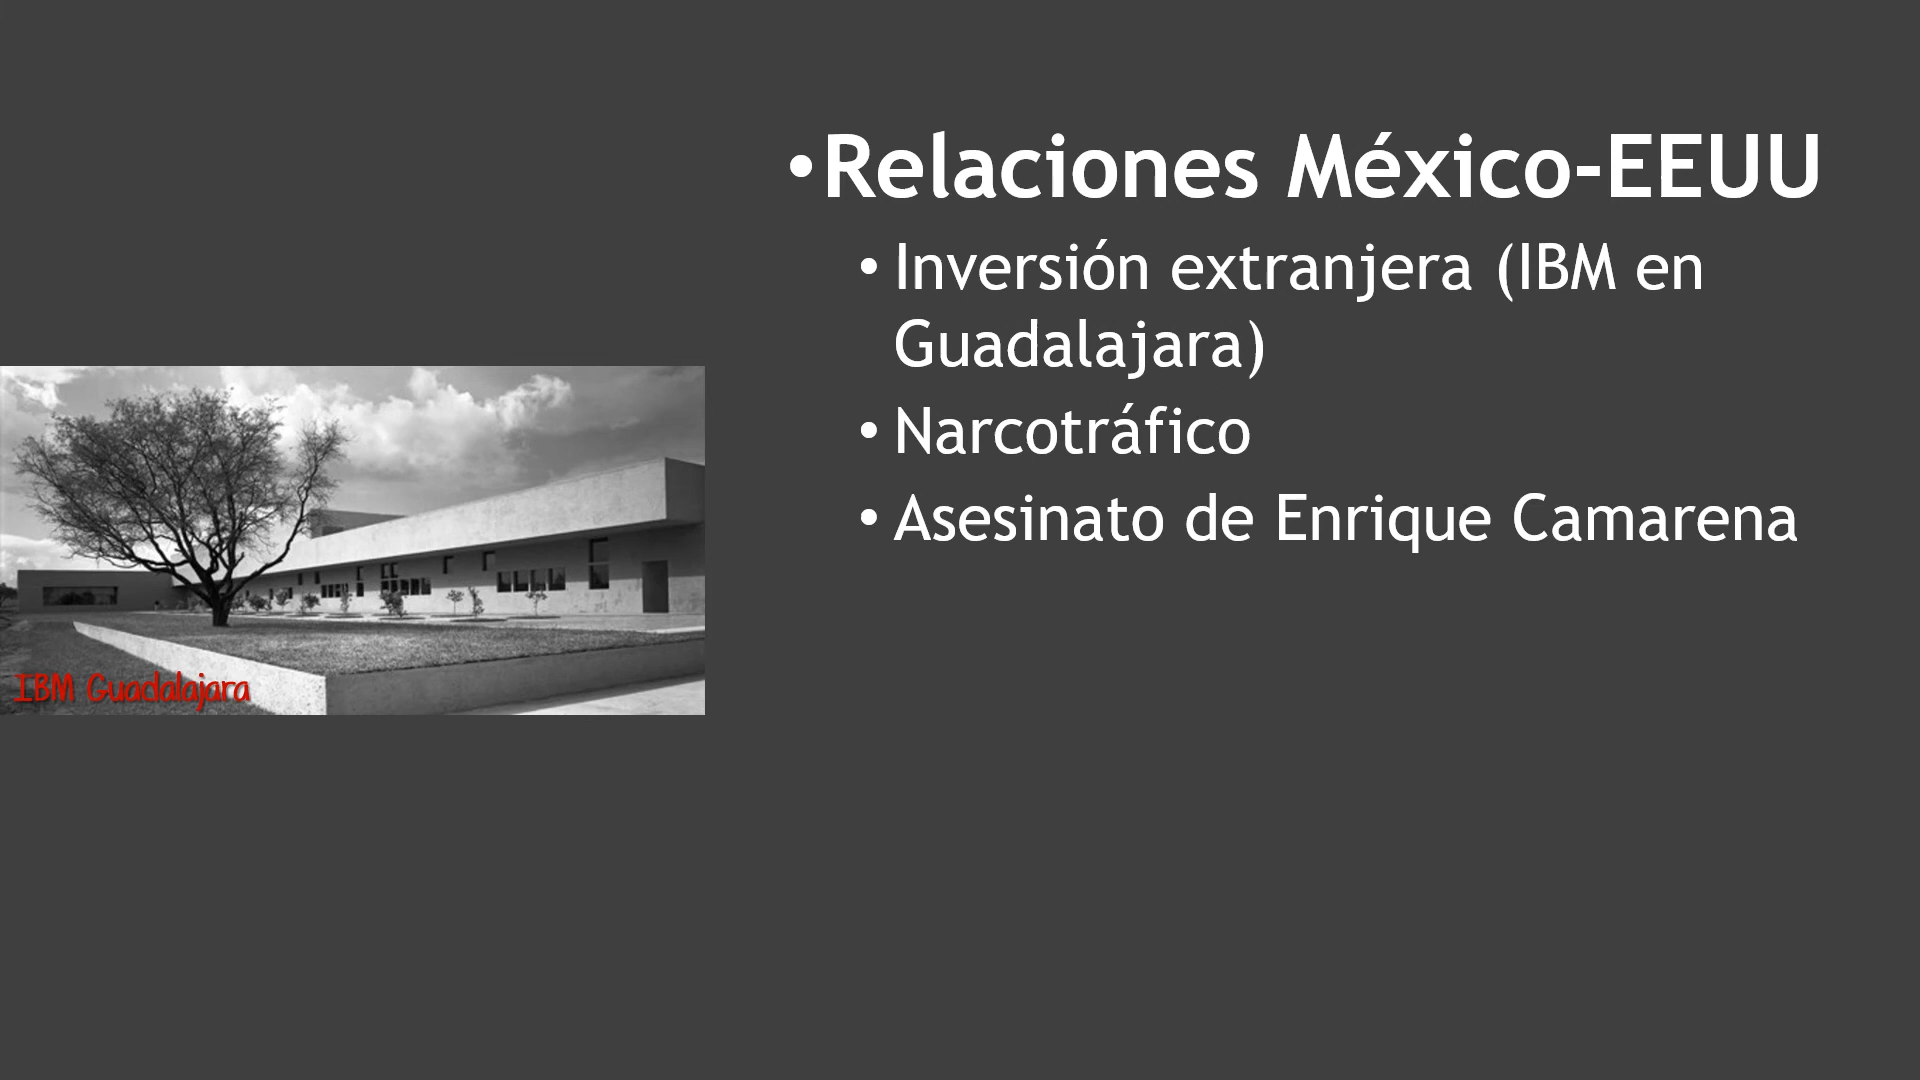 •Relaciones México-EEUU
• Inversión extranjera (IBM en
Guadalajara)
• Narcotráfico
• Asesinato de Enrique Camarena
IBM Guadalajara